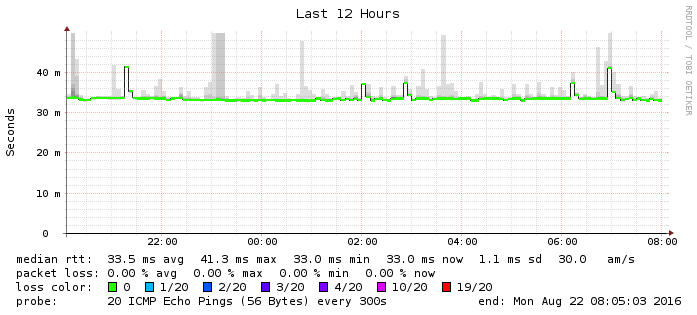 Last 12 Hours
RRDTOOL / TOBI OETIKER
Seconds
40 m
30 m
20 m
10 m
0
22:00 00:00 02:00 04:00 06:00 08:00
median rtt: 33.5 ms avg 41.3 ms max 33.0 ms min 33.0 ms now 1.1 ms sd 30.0 am/s
packet loss: 0.00 % avg 0.00 % max 0.00 % min 0.00 % now
loss color: 0 1/20 2/20 3/20 4/20 10/20 19/20
probe: 20 ICMP Echo Pings (56 Bytes) every 300s end: Mon Aug 22 08:05:03 2016